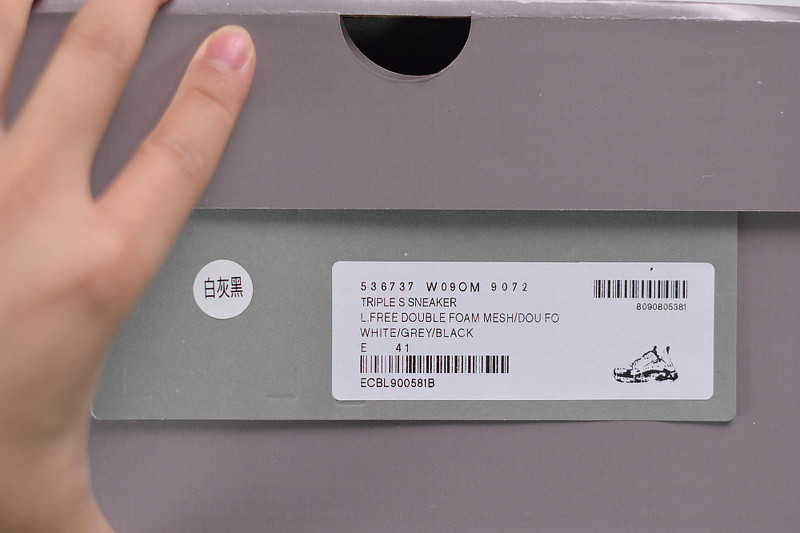 白灰黑
536737 W09OM 9072
TRIPLE S SNEAKER
L.FREE DOUBLE FOAM MESH/DOU FO
WHITE/GREY/BLACK
E 41
ECBL900581B
8090805381